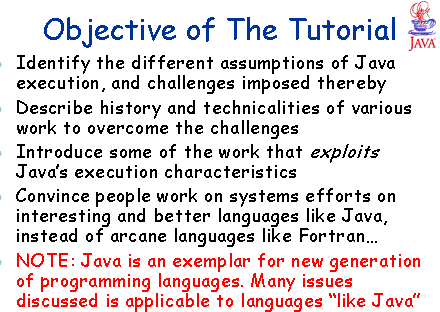 Objective of The Tutorial
JAVA
Identify the different assumptions of Java
execution, and challenges imposed thereby
Describe history and technicalities of various
work to overcome the challenges
Introduce some of the work that exploits
Java's execution characteristics
Convince people work on systems efforts on
interesting and better languages like Java,
instead of arcane languages like Fortran...
NOTE: Java is an exemplar for new generation
of programming languages. Many issues
discussed is applicable to languages “like Java”